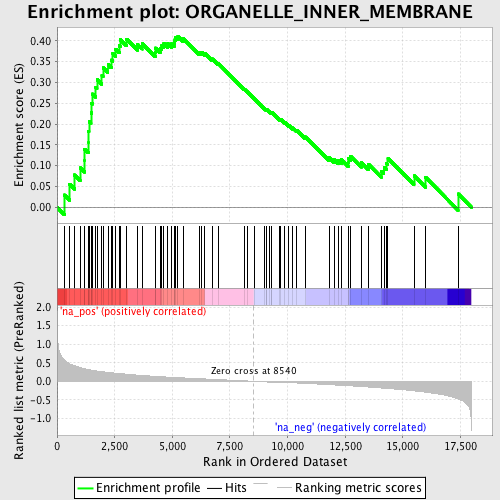 Enrichment plot: ORGANELLE_INNER_MEMBRANE
Enrichment score (ES)
0.40
0.35
0.30
0.25
0.20
0.15
0.10
0.05
0.00
'na_pos' (positively correlated)
Ranked list metric (PreRanked)
2.0
1.5
1.0
0.5
0.0
-0.5
-1.0
Zero cross at 8540
'na_neg' (negatively correlated)
0 2,500 5,000 7,500 10,000 12,500 15,000 17,500
Rank in Ordered Dataset
Enrichment profile Hits Ranking metric scores